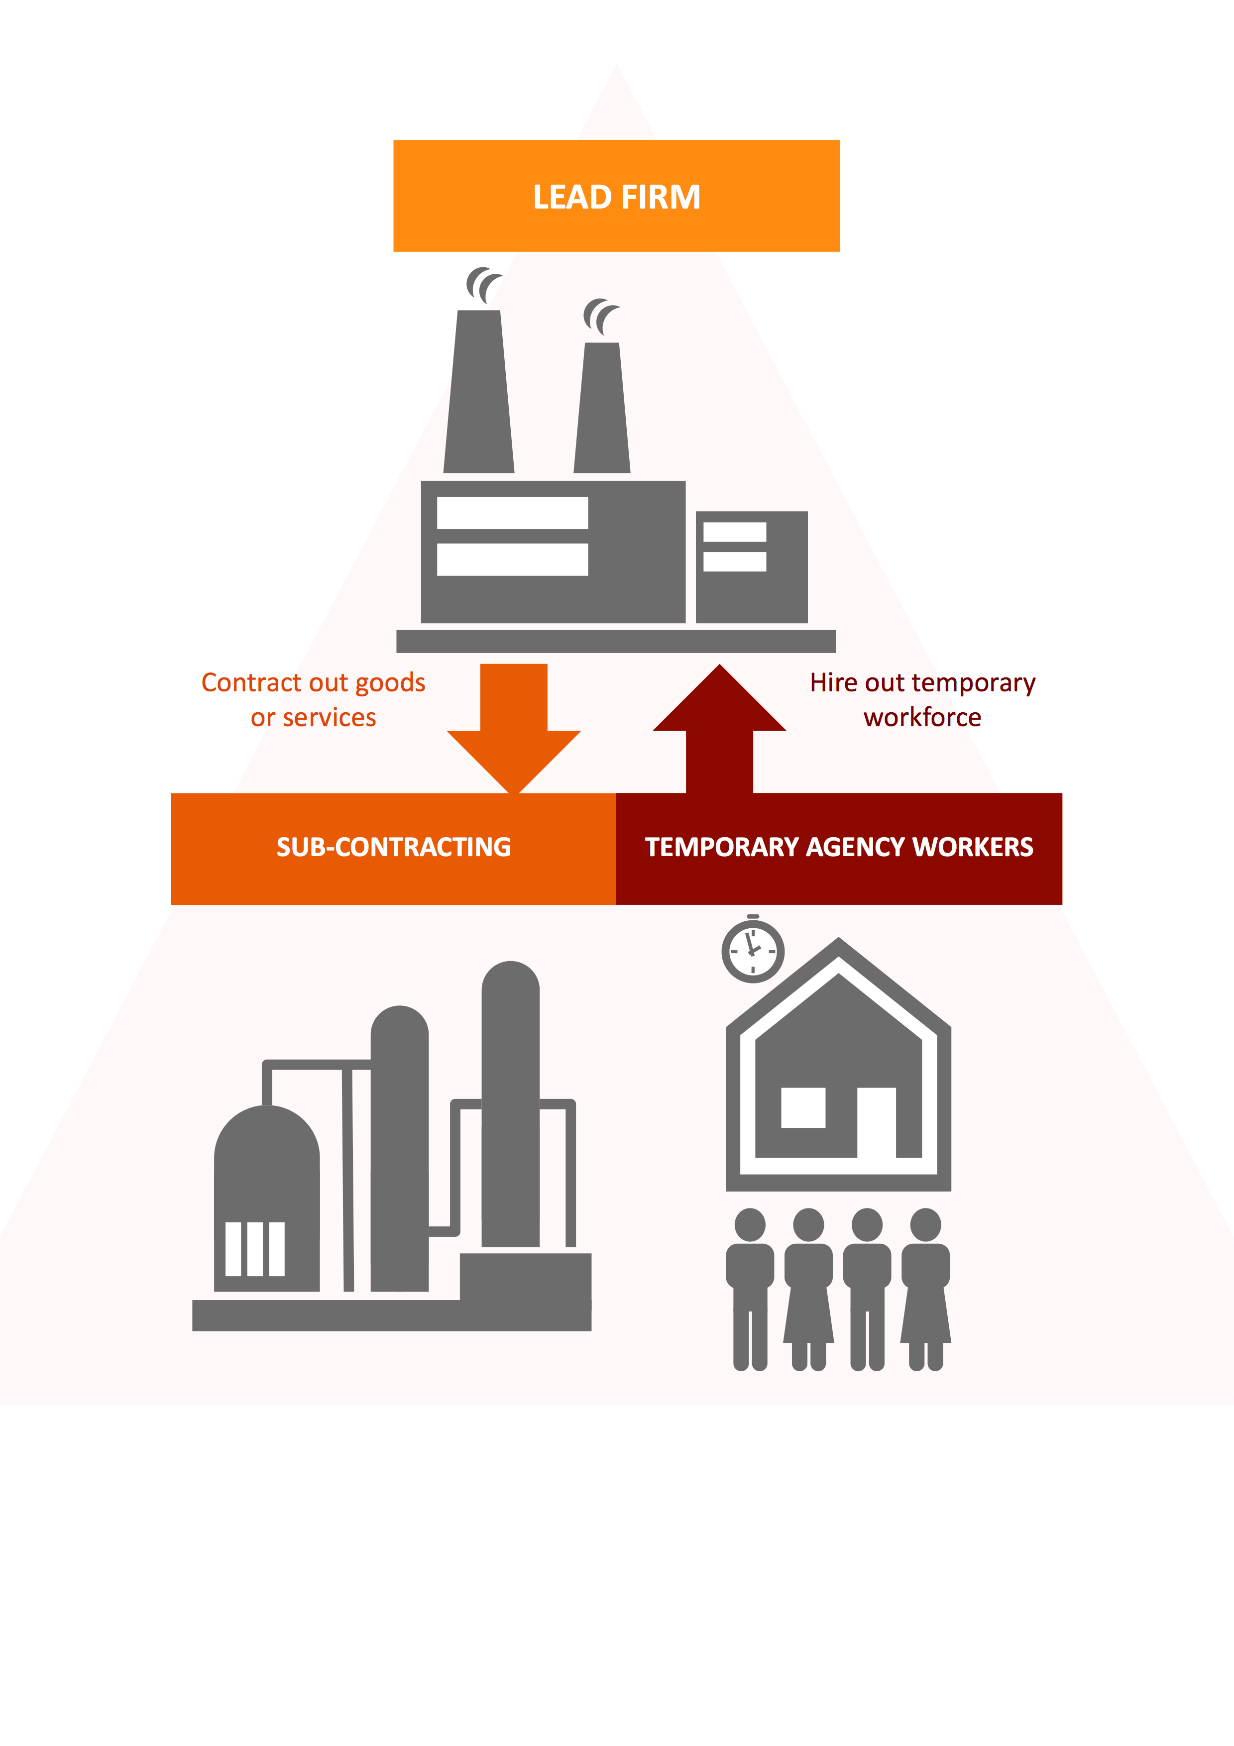 LEAD FIRM
Contract out goods
or services
Hire out temporary
workforce
SUB-CONTRACTING
TEMPORARY AGENCY WORKERS